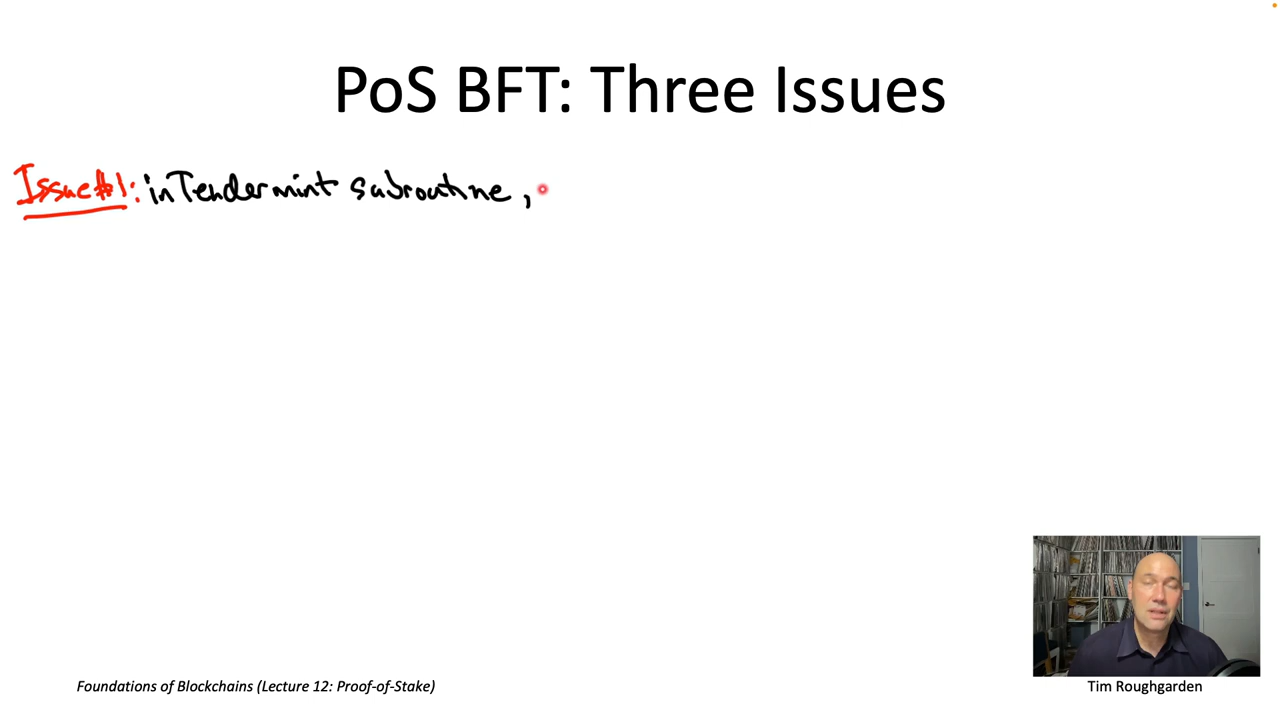 PoS BFT: Three Issues
Issue #1: in Tendermint subroutine,
Foundations of Blockchains (Lecture 12: Proof-of-Stake)
Tim Roughgarden